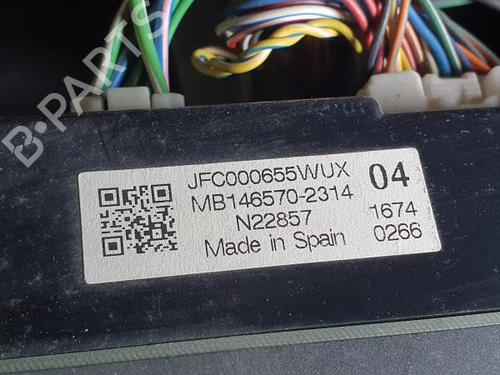 B-PARTS
JFC000655WUX 04
MB146570-2314
N22857 1674
Made in Spain 0266